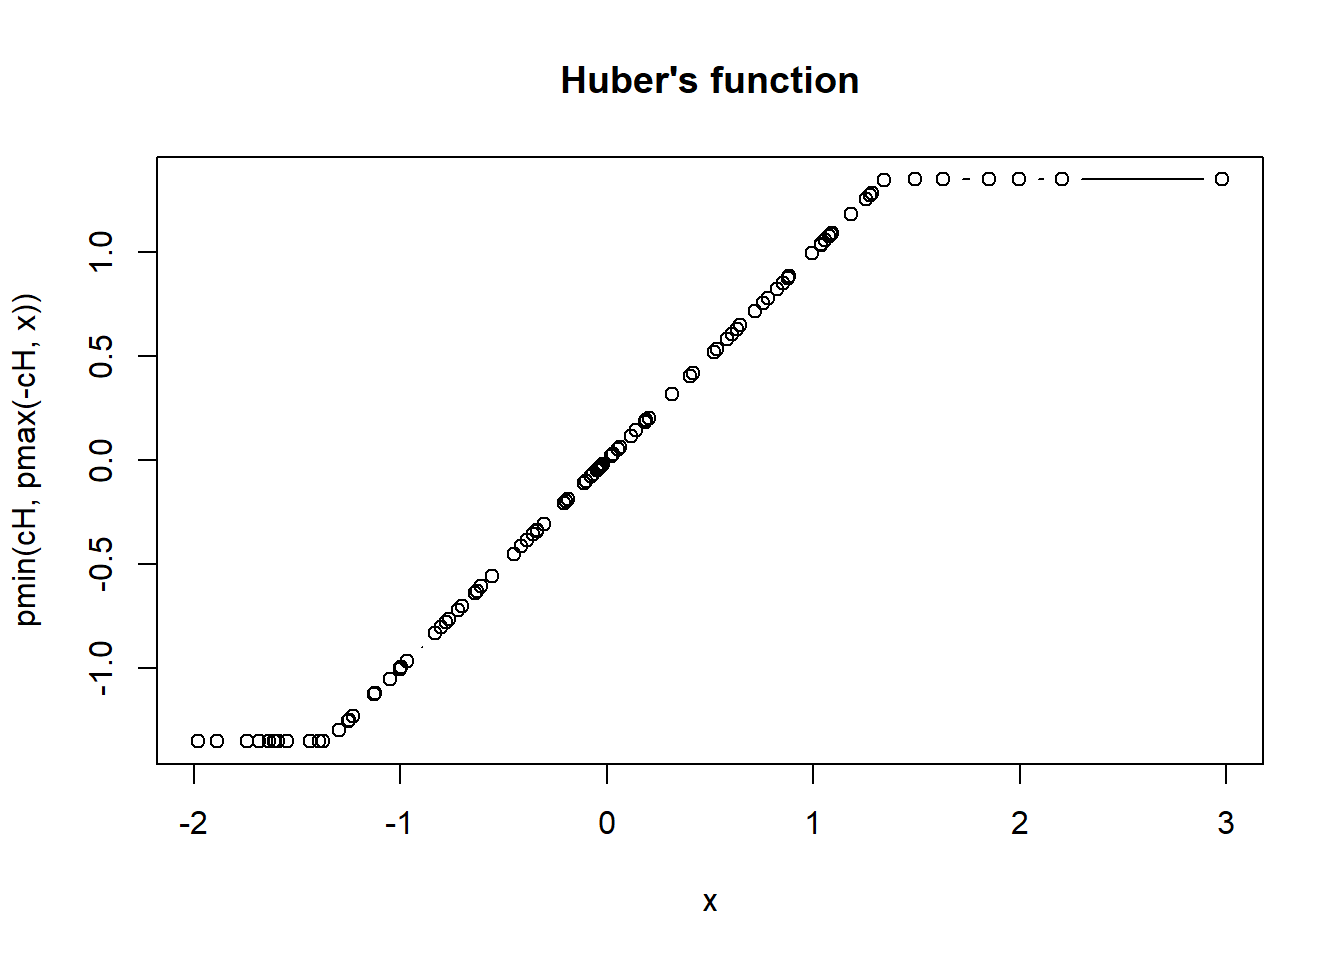 Huber's function
pmin(cH, pmax(-cH, x))
1.0
0.5
0.0
-0.5
-1.0
-2 -1 0 1 2 3
x